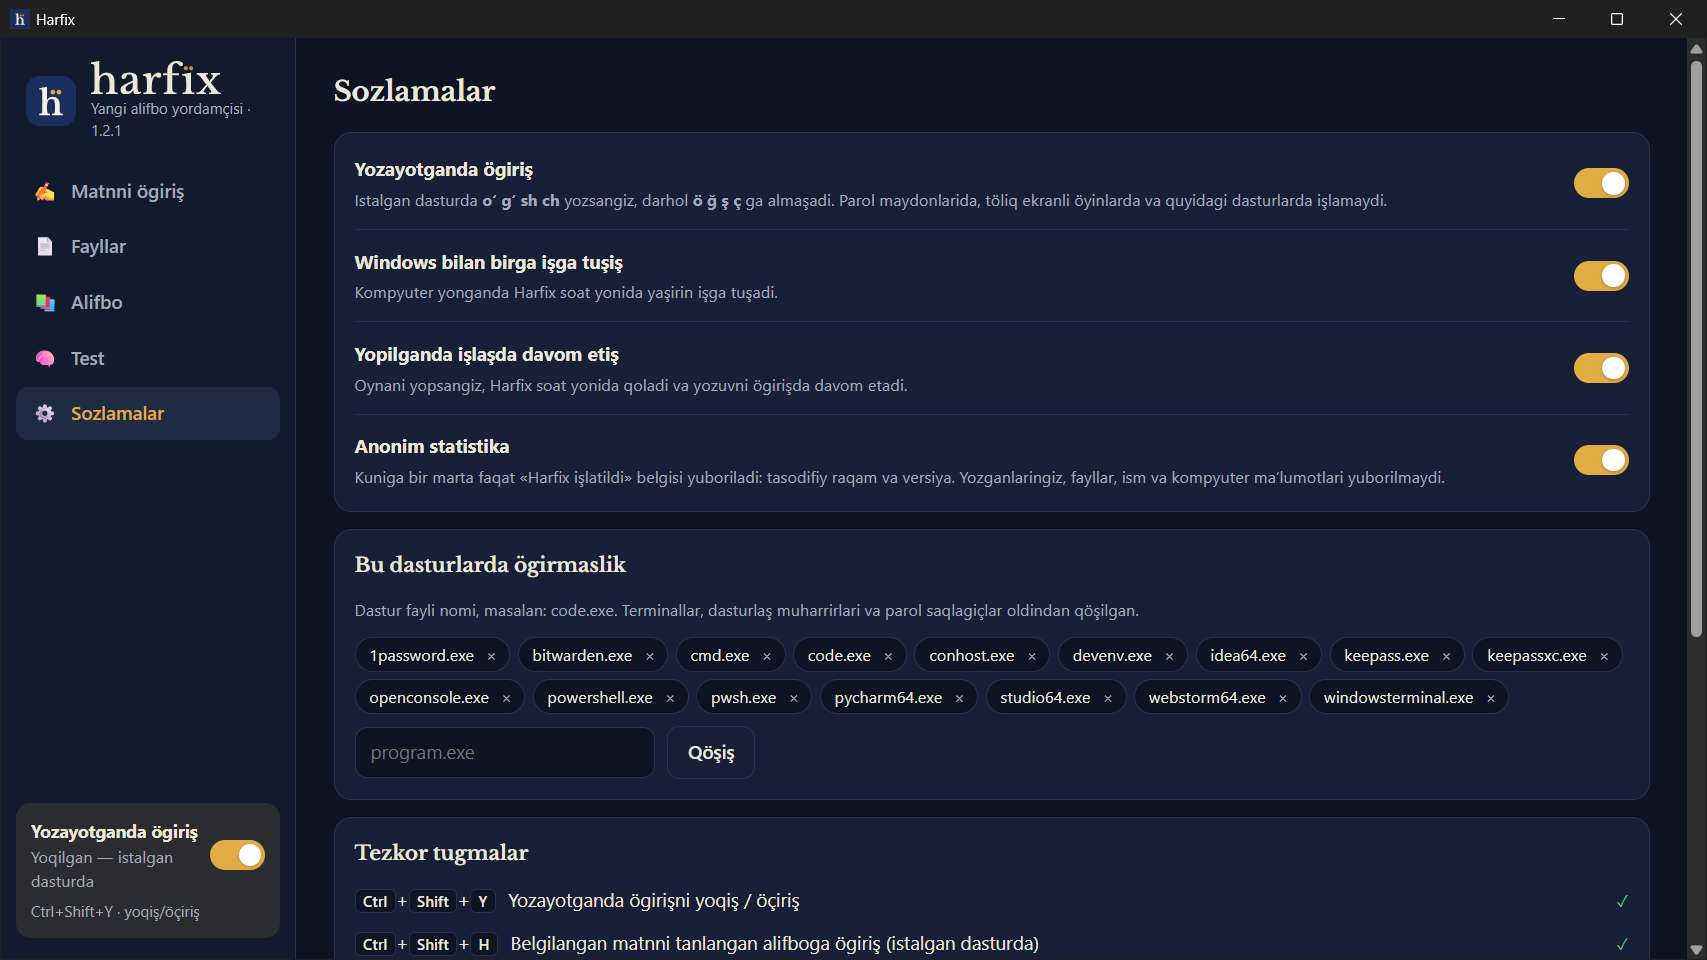 Harfix
harfïx
Yangi alifbo yordamçisi ·
1.2.1
Matnni ögiriş
Fayllar
Alifbo
Test
Sozlamalar
Yozayotganda ögiriş
Yoqilgan — istalgan
dasturda
Ctrl+Shift+Y · yoqiş/öçiriş
Sozlamalar
Yozayotganda ögiriş
Istalgan dasturda oʻ gʻ sh ch yozsangiz, darhol ö ğ ş ç ga almaşadi. Parol maydonlarida, töliq ekranli öyinlarda va quyidagi dasturlarda işlamaydi.
Windows bilan birga işga tuşiş
Kompyuter yonganda Harfix soat yonida yaşirin işga tuşadi.
Yopilganda işlaşda davom etiş
Oynani yopsangiz, Harfix soat yonida qoladi va yozuvni ögirişda davom etadi.
Anonim statistika
Kuniga bir marta faqat «Harfix işlatildi» belgisi yuboriladi: tasodifiy raqam va versiya. Yozganlaringiz, fayllar, ism va kompyuter maʼlumotlari yuborilmaydi.
Bu dasturlarda ögirmaslik
Dastur fayli nomi, masalan: code.exe. Terminallar, dasturlaş muharrirlari va parol saqlagiçlar oldindan qöşilgan.
1password.exe × bitwarden.exe × cmd.exe × code.exe × conhost.exe × devenv.exe × idea64.exe × keepass.exe × keepassxc.exe ×
openconsole.exe × powershell.exe × pwsh.exe × pycharm64.exe × studio64.exe × webstorm64.exe × windowsterminal.exe ×
program.exe Qöşiş
Tezkor tugmalar
Ctrl + Shift + Y Yozayotganda ögirişni yoqiş / öçiriş ✓
Ctrl + Shift + H Belgilangan matnni tanlangan alifboga ögiriş (istalgan dasturda) ✓